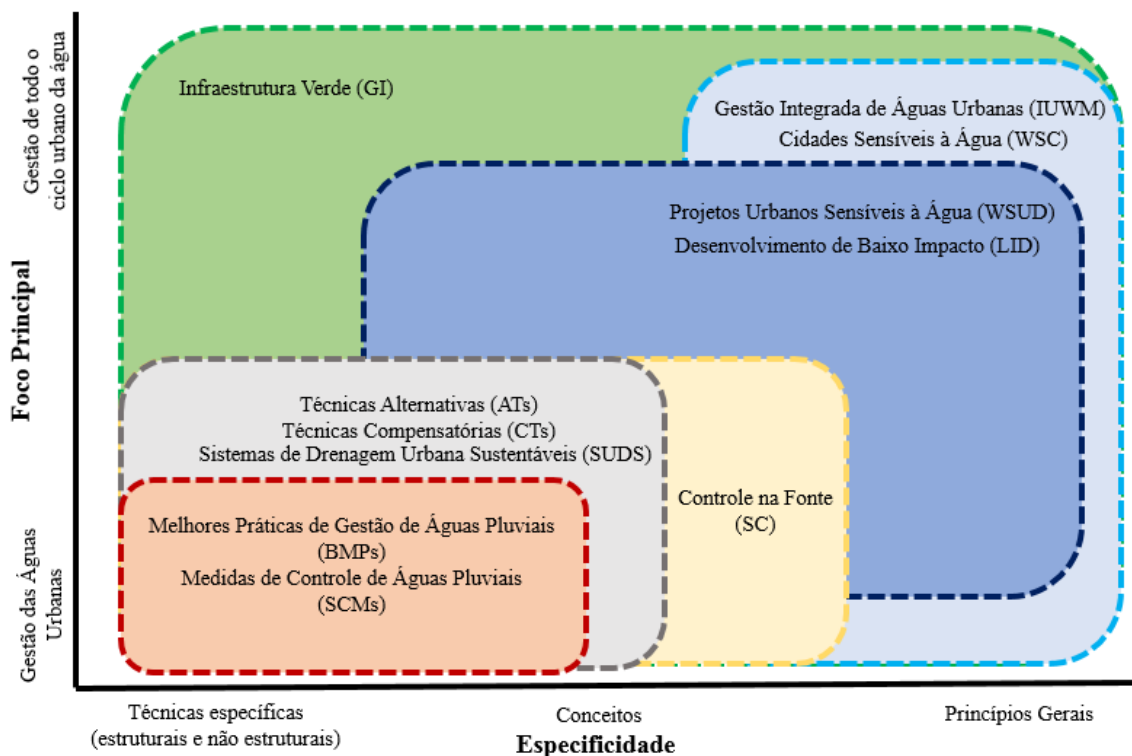 Gestão de todo o
ciclo urbano da água
Foco Principal
Gestão das Águas
Urbanas
Infraestrutura Verde (GI)
Gestão Integrada de Águas Urbanas (IUWM)
Cidades Sensíveis à Água (WSC)
Projetos Urbanos Sensíveis à Água (WSUD)
Desenvolvimento de Baixo Impacto (LID)
Técnicas Alternativas (ATs)
Técnicas Compensatórias (CTs)
Sistemas de Drenagem Urbana Sustentáveis (SUDS)
Controle na Fonte
(SC)
Melhores Práticas de Gestão de Águas Pluviais
(BMPs)
Medidas de Controle de Águas Pluviais
(SCMs)
Técnicas específicas
(estruturais e não estruturais)
Conceitos
Princípios Gerais
Especificidade